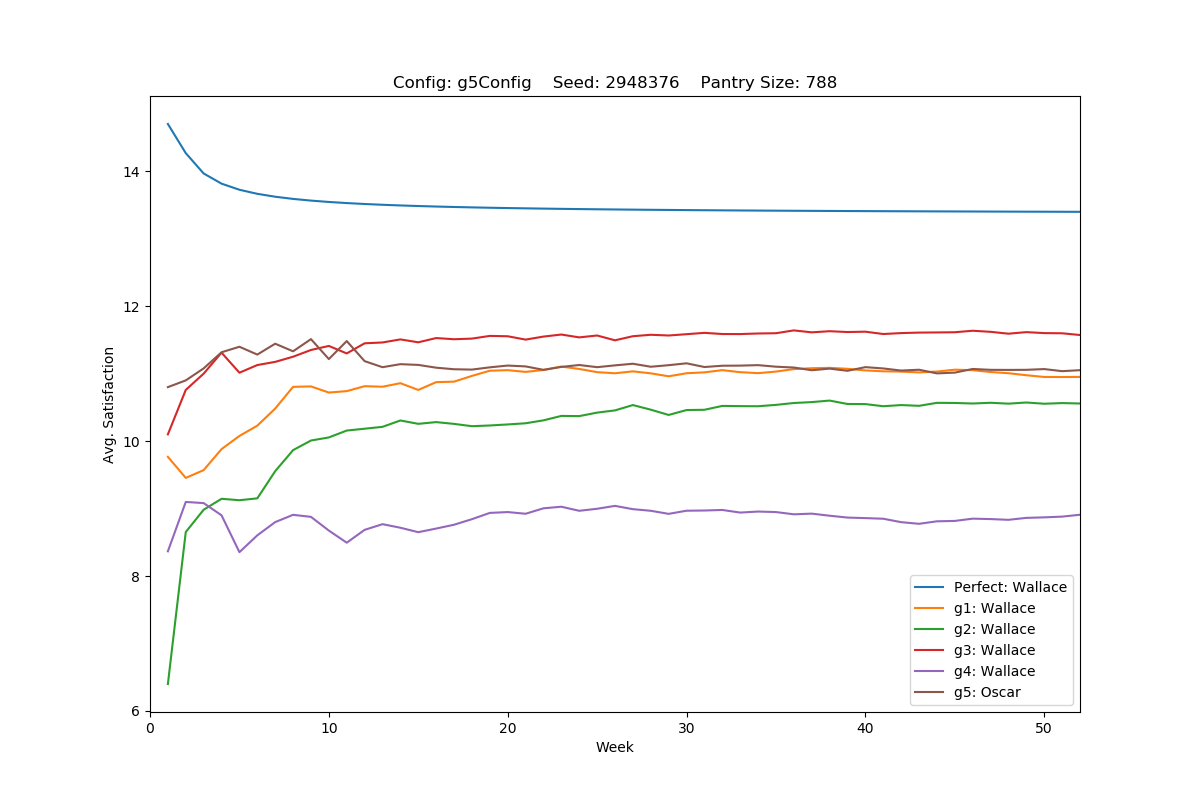 Config: g5Config    Seed: 2948376    Pantry Size: 788
Avg. Satisfaction
14
12
10
8
6
0 10 20 30 40 50
Week
Perfect: Wallace
g1: Wallace
g2: Wallace
g3: Wallace
g4: Wallace
g5: Oscar